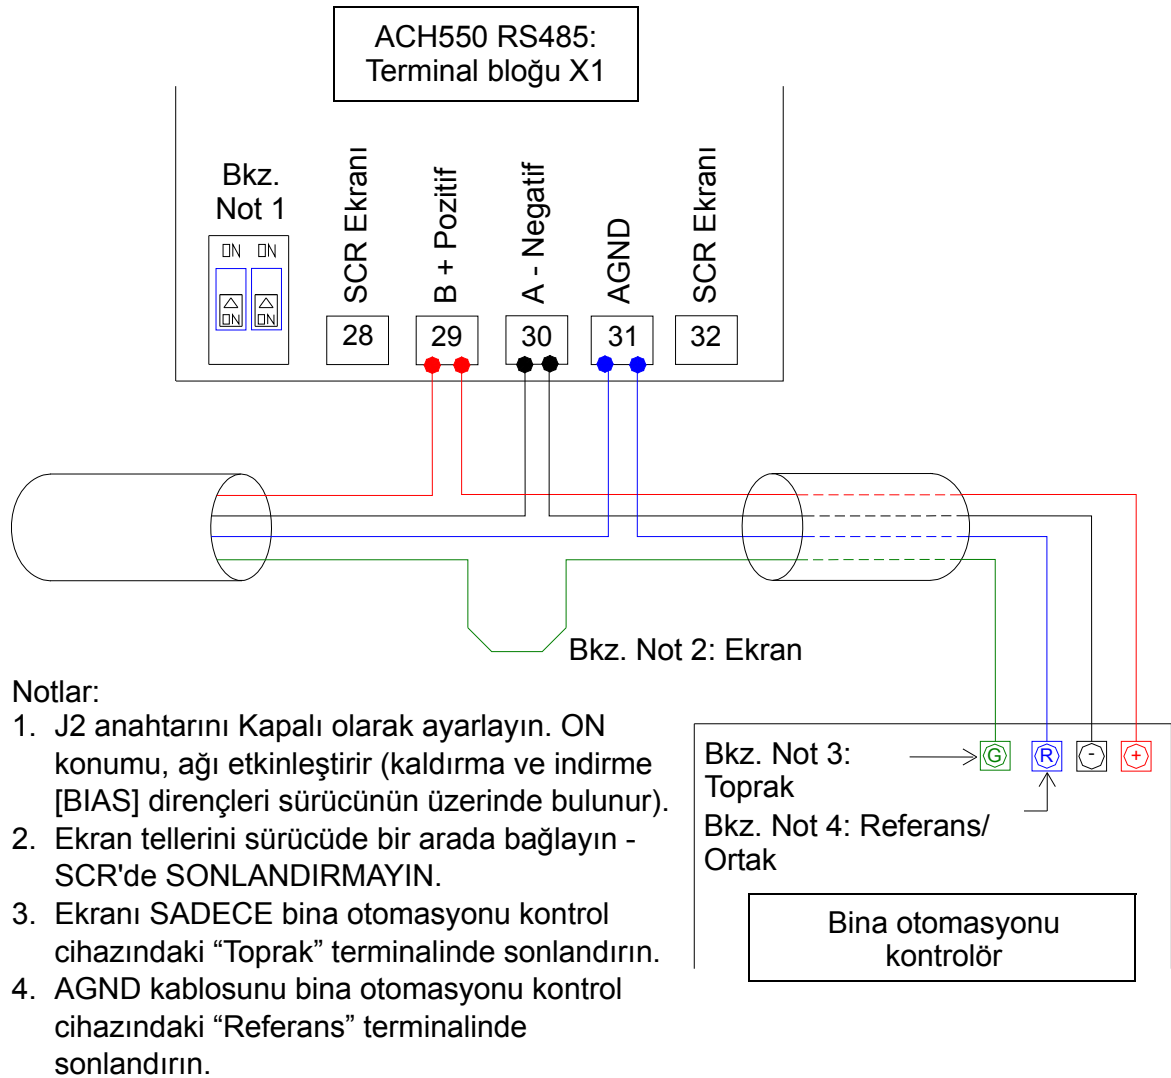 ACH550 RS485:
Terminal bloğu X1
Bkz.
Not 1
ON ON
ON ON
SCR Ekranı
B + Pozitif
A - Negatif
AGND
SCR Ekranı
28 29 30 31 32
Bkz. Not 2: Ekran
Notlar:
1. J2 anahtarını Kapalı olarak ayarlayın. ON
konumu, ağı etkinleştirir (kaldırma ve indirme
[BIAS] dirençleri sürücünün üzerinde bulunur).
2. Ekran tellerini sürücüde bir arada bağlayın -
SCR'de SONLANDIRMAYIN.
3. Ekranı SADECE bina otomasyonu kontrol
cihazındaki “Toprak” terminalinde sonlandırın.
4. AGND kablosunu bina otomasyonu kontrol
cihazındaki “Referans” terminalinde
sonlandırın.
Bkz. Not 3:
Toprak
G R - +
Bkz. Not 4: Referans/
Ortak
Bina otomasyonu
kontrolör